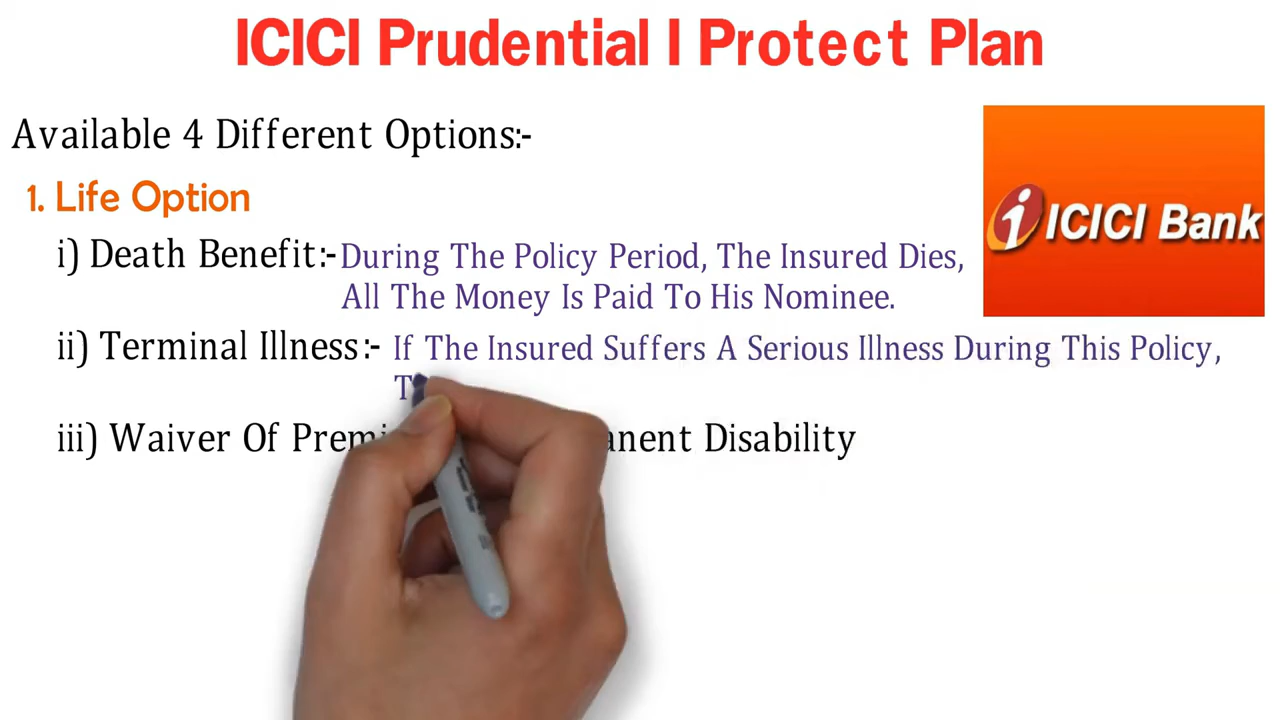 ICICI Prudential I Protect Plan
Available 4 Different Options:-
ICICI Bank
1. Life Option
i) Death Benefit:- During The Policy Period, The Insured Dies,
All The Money Is Paid To His Nominee.
ii) Terminal Illness:- If The Insured Suffers A Serious Illness During This Policy,
iii) Waiver Of Disability